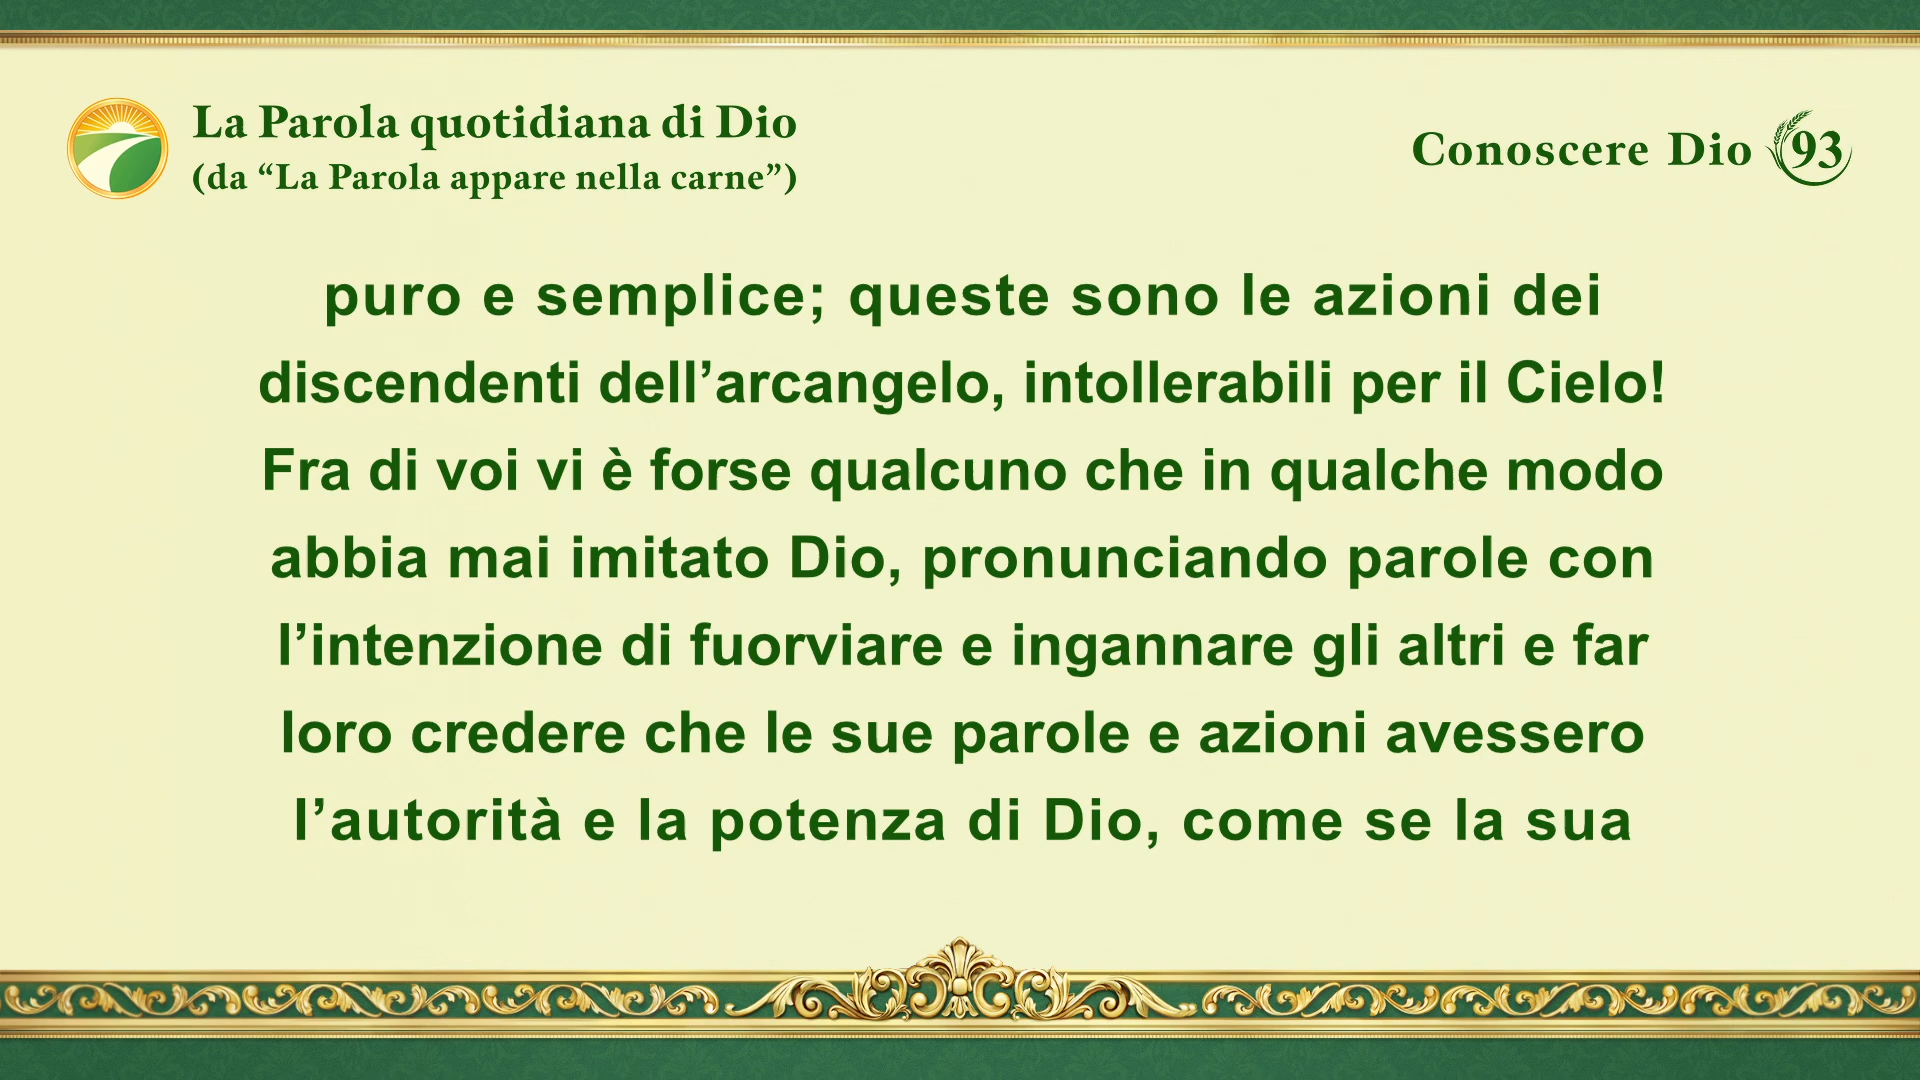 La Parola quotidiana di Dio
(da “La Parola appare nella carne”)
Conoscere Dio 93
puro e semplice; queste sono le azioni dei
discendenti dell’arcangelo, intollerabili per il Cielo!
Fra di voi vi è forse qualcuno che in qualche modo
abbia mai imitato Dio, pronunciando parole con
l’intenzione di fuorviare e ingannare gli altri e far
loro credere che le sue parole e azioni avessero
l’autorità e la potenza di Dio, come se la sua